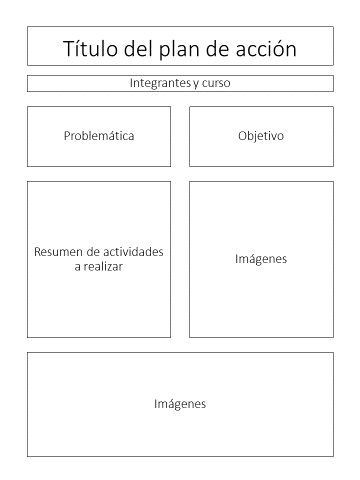 Título del plan de acción
Integrantes y curso
Problemática
Objetivo
Resumen de actividades
a realizar
Imágenes
Imágenes